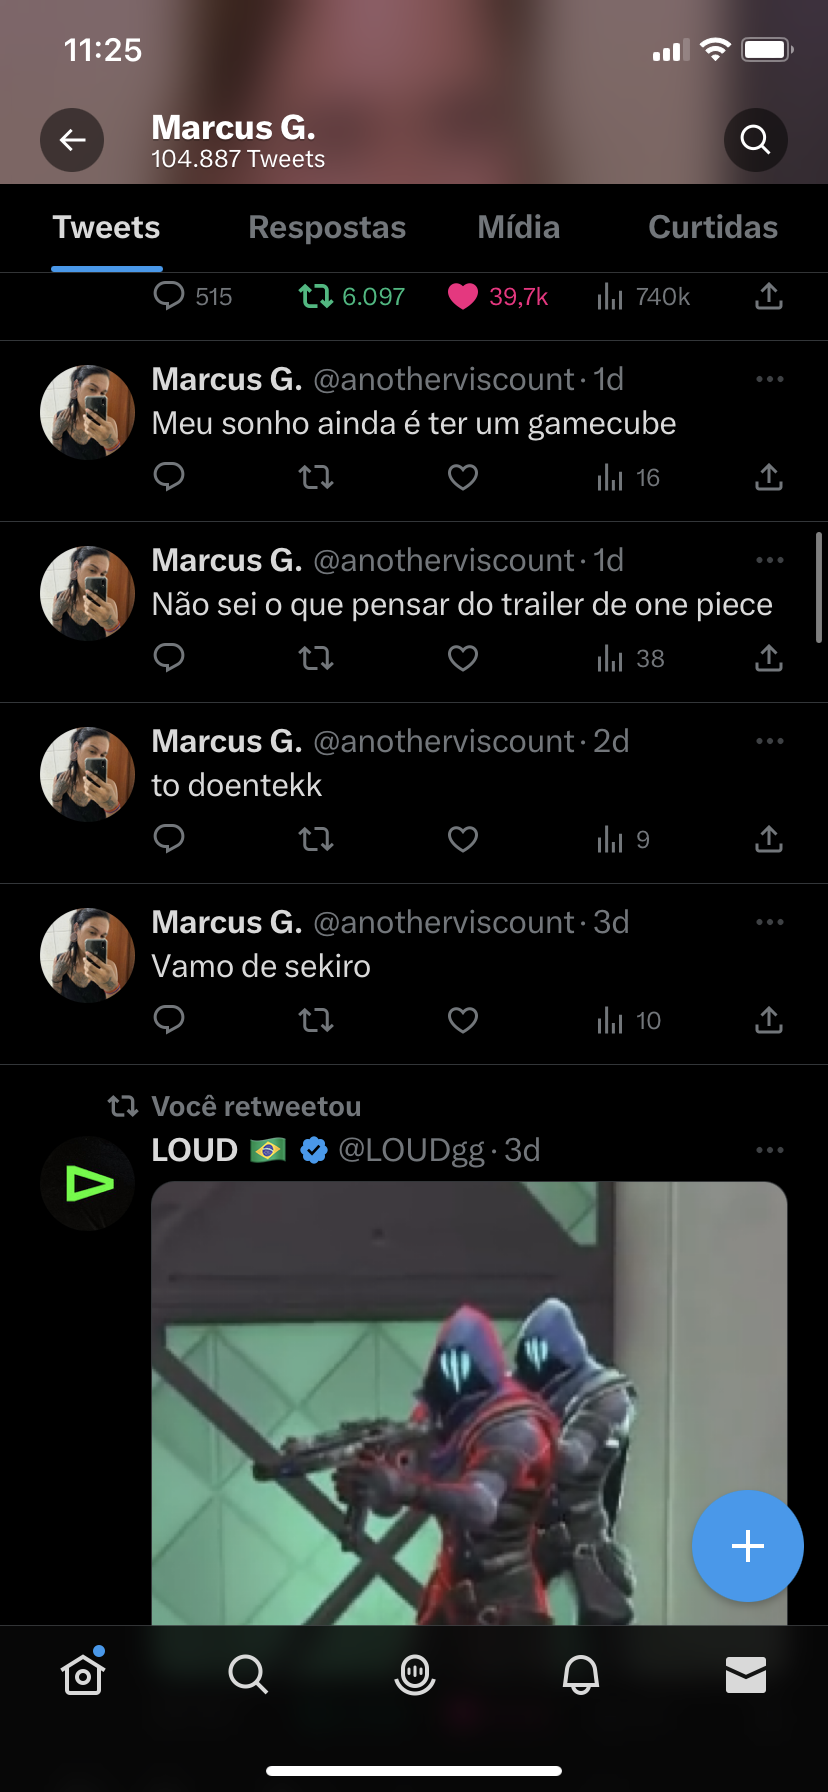 11:25
Marcus G.
104.887 Tweets
Tweets Respostas Mídia Curtidas
515 6.097 39,7k 740k
Marcus G. @anotherviscount · 1d
Meu sonho ainda é ter um gamecube
16
Marcus G. @anotherviscount · 1d
Não sei o que pensar do trailer de one piece
38
Marcus G. @anotherviscount · 2d
to doentekk
9
Marcus G. @anotherviscount · 3d
Vamo de sekiro
10
Você retweetou
LOUD 🇧🇷 @LOUDgg · 3d